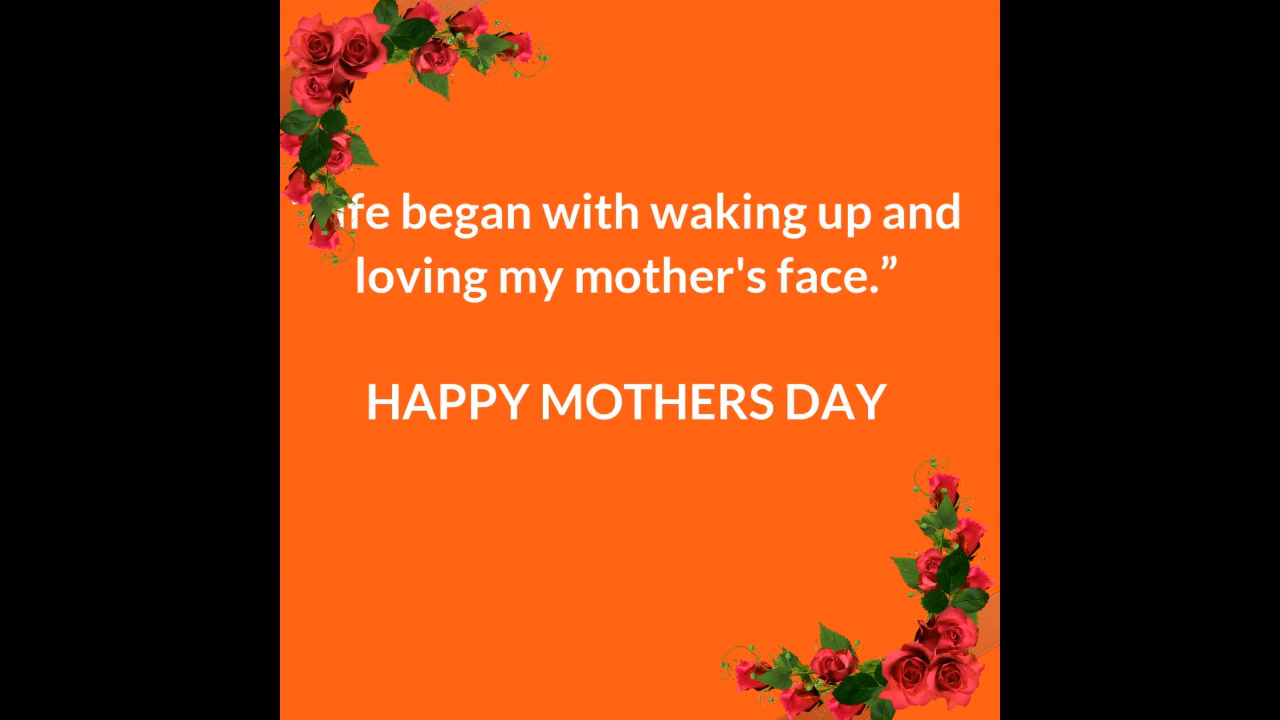 began with waking up and
loving my mother's face.”
HAPPY MOTHERS DAY